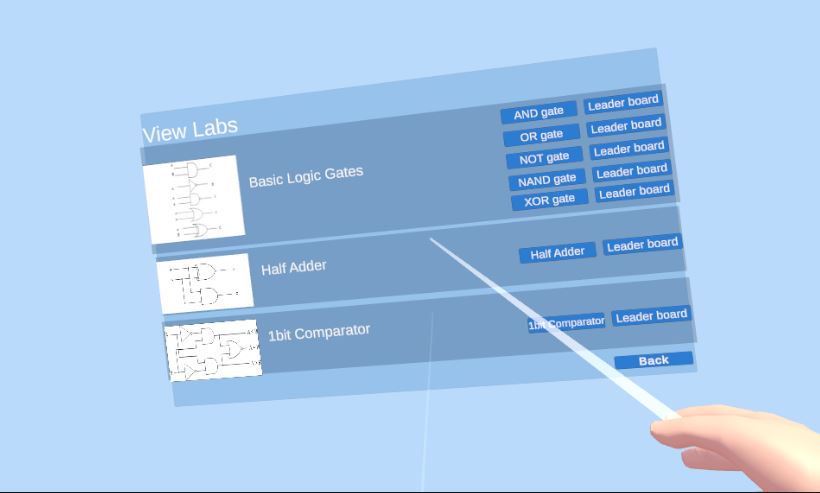 View Labs
Basic Logic Gates
AND gate Leader board
OR gate Leader board
NOT gate Leader board
NAND gate Leader board
XOR gate Leader board
Half Adder
Half Adder Leader board
1bit Comparator
1bit Comparator Leader board
Back